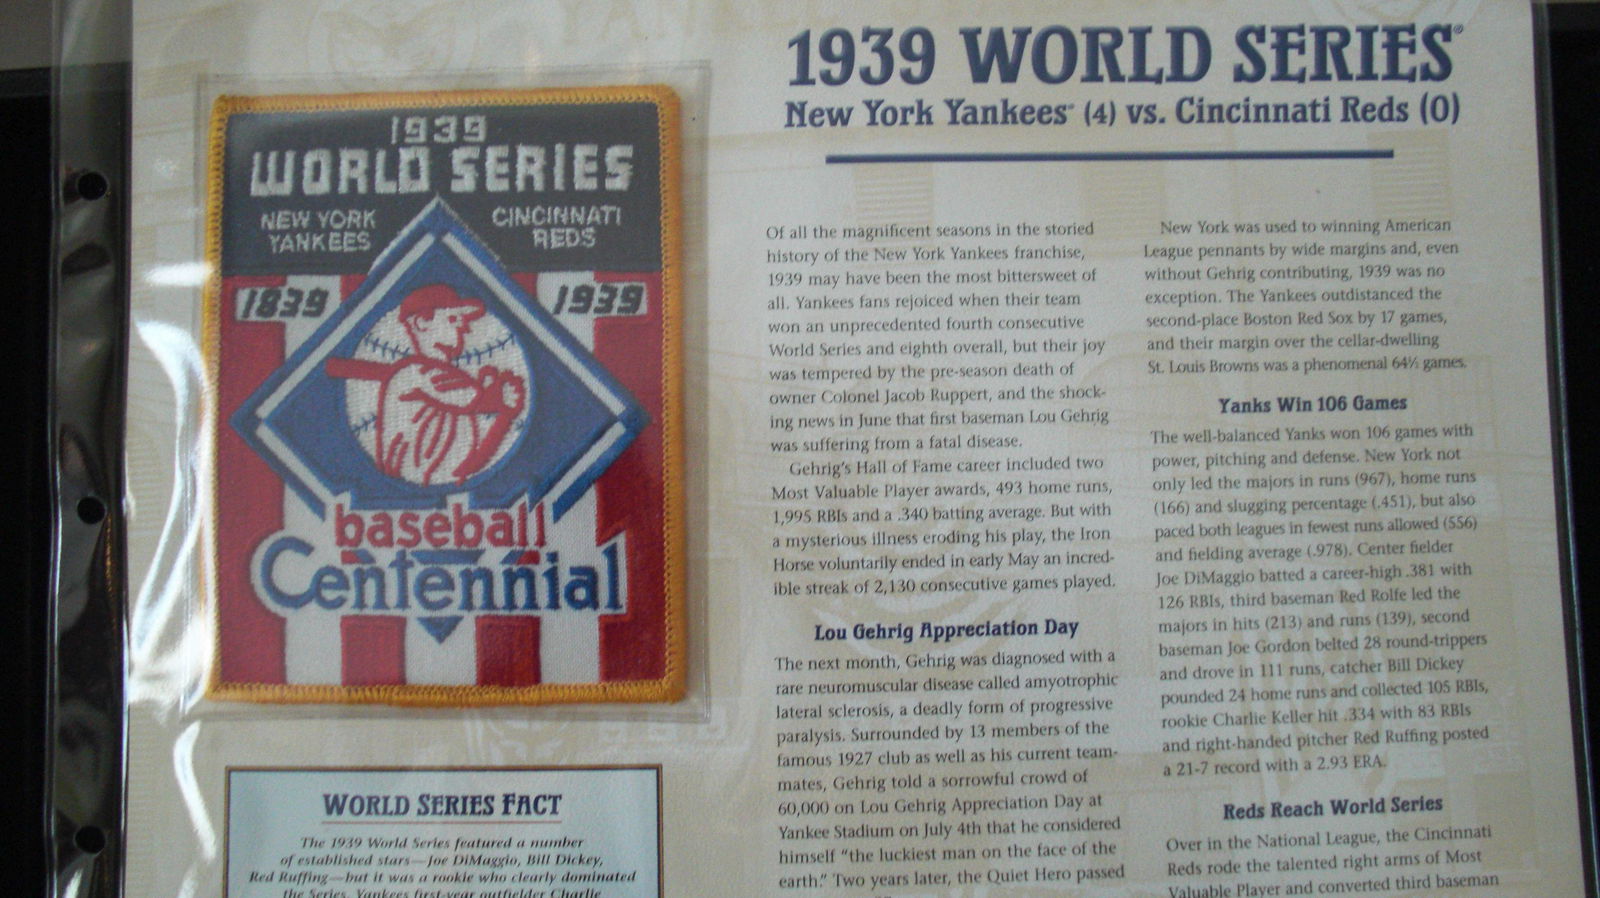 1939
WORLD SERIES
NEW YORK
YANKEES
CINCINNATI
REDS
1839
1939
baseball
Centennial
WORLD SERIES FACT
The 1939 World Series featured a number
of established stars—Joe DiMaggio, Bill Dickey,
Red Ruffing—but it was a rookie who clearly dominated
the Series. Yankees first-year outfielder Charlie
1939 WORLD SERIES®
New York Yankees® (4) vs. Cincinnati Reds (0)
Of all the magnificent seasons in the storied
history of the New York Yankees franchise,
1939 may have been the most bittersweet of
all. Yankees fans rejoiced when their team
won an unprecedented fourth consecutive
World Series and eighth overall, but their joy
was tempered by the pre-season death of
owner Colonel Jacob Ruppert, and the shock-
ing news in June that first baseman Lou Gehrig
was suffering from a fatal disease.
Gehrig's Hall of Fame career included two
Most Valuable Player awards, 493 home runs,
1,995 RBIs and a .340 batting average. But with
a mysterious illness eroding his play, the Iron
Horse voluntarily ended in early May an incred-
ible streak of 2,130 consecutive games played.
Lou Gehrig Appreciation Day
The next month, Gehrig was diagnosed with a
rare neuromuscular disease called amyotrophic
lateral sclerosis, a deadly form of progressive
paralysis. Surrounded by 13 members of the
famous 1927 club as well as his current team-
mates, Gehrig told a sorrowful crowd of
60,000 on Lou Gehrig Appreciation Day at
Yankee Stadium on July 4th that he considered
himself "the luckiest man on the face of the
earth." Two years later, the Quiet Hero passed
New York was used to winning American
League pennants by wide margins and, even
without Gehrig contributing, 1939 was no
exception. The Yankees outdistanced the
second-place Boston Red Sox by 17 games,
and their margin over the cellar-dwelling
St. Louis Browns was a phenomenal 64½ games.
Yanks Win 106 Games
The well-balanced Yanks won 106 games with
power, pitching and defense. New York not
only led the majors in runs (967), home runs
(166) and slugging percentage (.451), but also
paced both leagues in fewest runs allowed (556)
and fielding average (.978). Center fielder
Joe DiMaggio batted a career-high .381 with
126 RBIs, third baseman Red Rolfe led the
majors in hits (213) and runs (139), second
baseman Joe Gordon belted 28 round-trippers
and drove in 111 runs, catcher Bill Dickey
pounded 24 home runs and collected 105 RBIs,
rookie Charlie Keller hit .334 with 83 RBIs
and right-handed pitcher Red Ruffing posted
a 21-7 record with a 2.93 ERA.
Reds Reach World Series
Over in the National League, the Cincinnati
Reds rode the talented right arms of Most
Valuable Player and converted third baseman